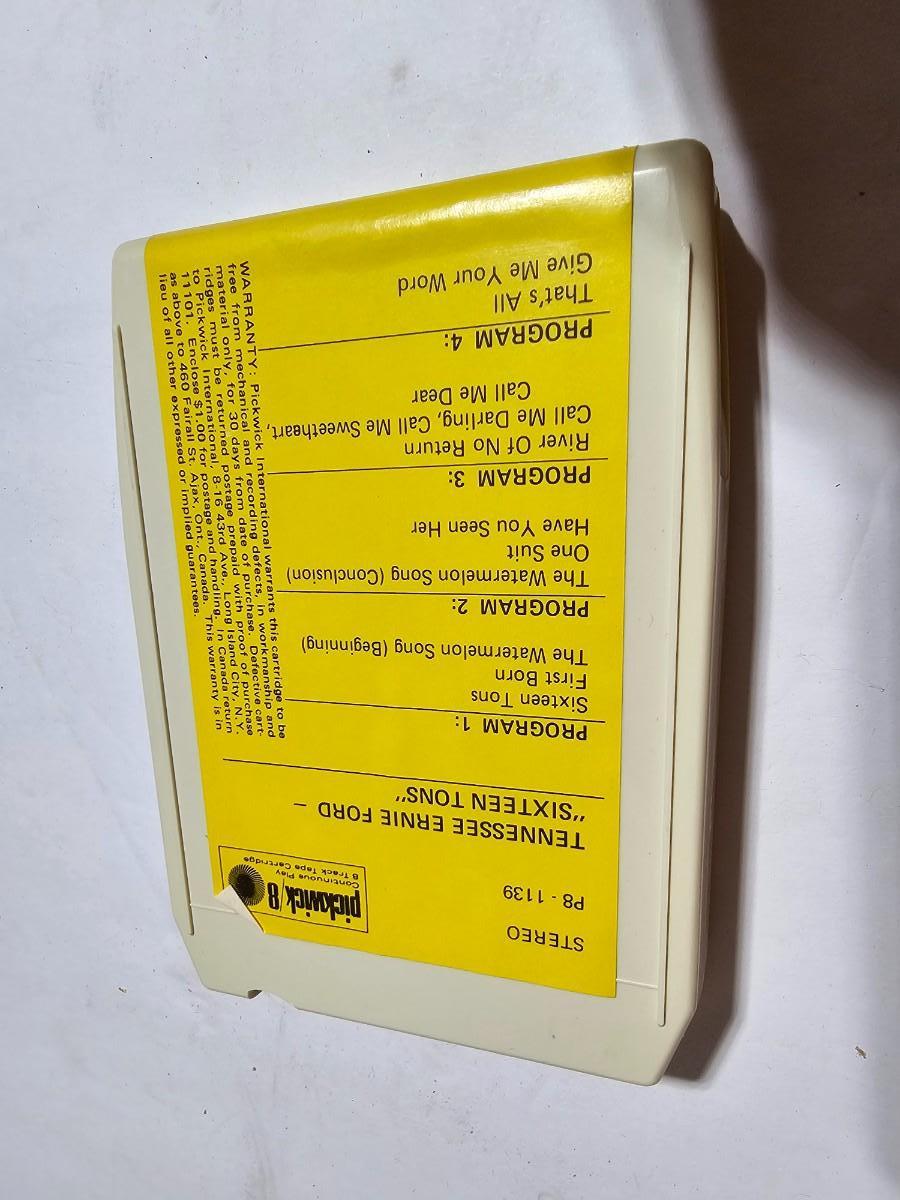 STEREO
P8 - 1139
pickwick/8
Continuous Play
8 Track Tape Cartridge
TENNESSEE ERNIE FORD –
"SIXTEEN TONS"
PROGRAM 1:
Sixteen Tons
First Born
The Watermelon Song (Beginning)
PROGRAM 2:
The Watermelon Song (Conclusion)
One Suit
Have You Seen Her
PROGRAM 3:
River Of No Return
Call Me Darling, Call Me Sweetheart,
Call Me Dear
PROGRAM 4:
That's All
Give Me Your Word
WARRANTY: Pickwick International warrants this cartridge to be
free from mechanical and recording defects, in workmanship and
material only, for 30 days from date of purchase. Defective cart-
ridges must be returned postage prepaid with proof of purchase
to Pickwick International, 8-16 43rd Ave., Long Island City, N.Y.
11101. Enclose $1.00 for postage and handling. In Canada return
as above to 460 Fairall St. Ajax, Ont., Canada. This warranty is in
lieu of all other expressed or implied guarantees.